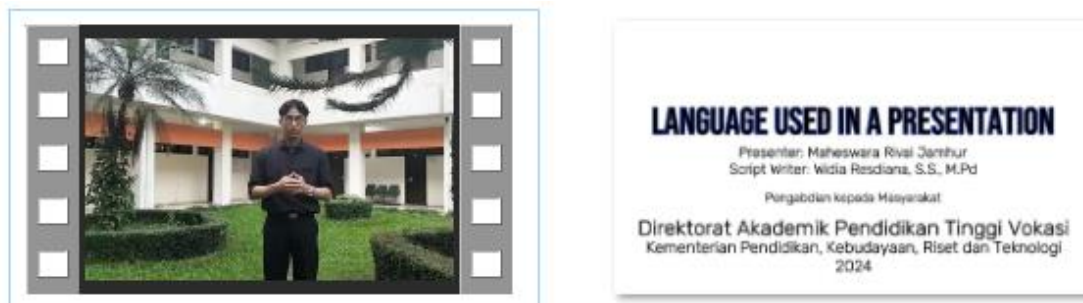 LANGUAGE USED IN A PRESENTATION
Presenter: Maheswara Rivai Jamhur
Script Writer: Widia Resdiana, S.S., M.Pd
Pengabdian kepada Masyarakat
Direktorat Akademik Pendidikan Tinggi Vokasi
Kementerian Pendidikan, Kebudayaan, Riset dan Teknologi
2024